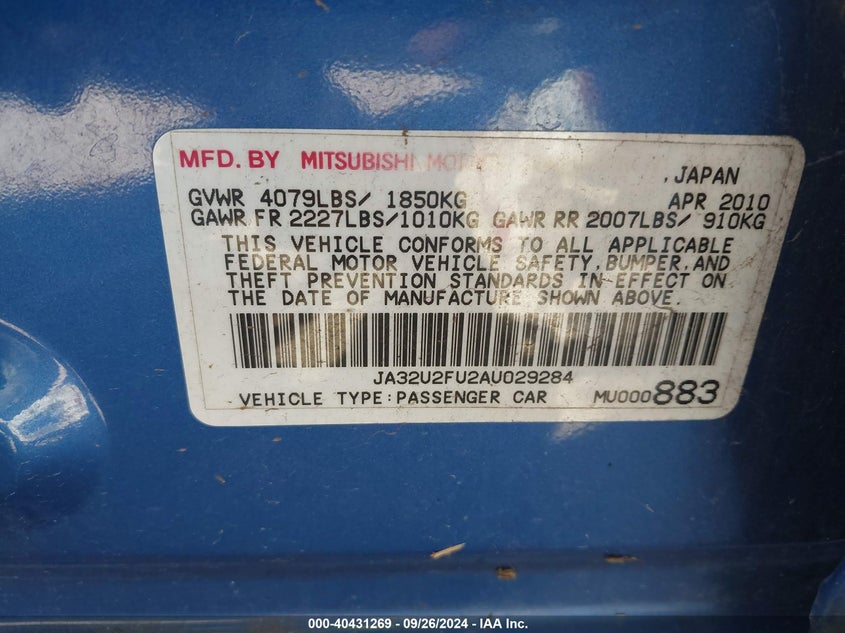 MFD. BY MITSUBISHI
, JAPAN
GVWR 4079LBS/ 1850KG APR 2010
GAWR FR 2227LBS/1010KG GAWR RR 2007LBS/ 910KG
THIS VEHICLE CONFORMS TO ALL APPLICABLE
FEDERAL MOTOR VEHICLE SAFETY,BUMPER,AND
THEFT PREVENTION STANDARDS IN EFFECT ON
THE DATE OF MANUFACTURE SHOWN ABOVE.
JA32U2FU2AU029284
VEHICLE TYPE:PASSENGER CAR MU000883
000-40431269 - 09/26/2024 - IAA Inc.